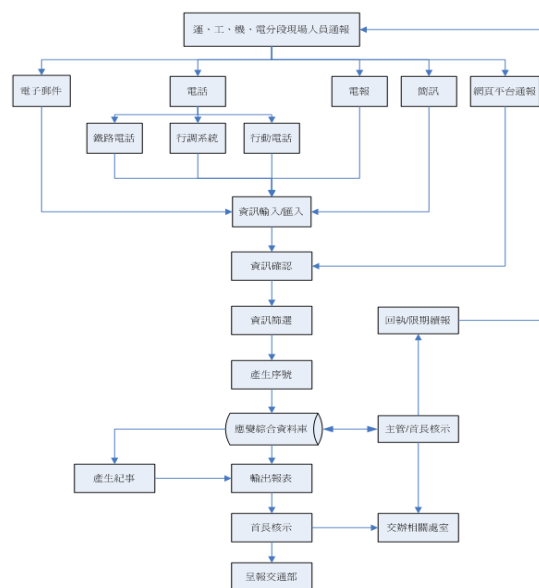 運、工、機、電分段現場人員通報
電子郵件
電話
電報
簡訊
網頁平台通報
鐵路電話
行調系統
行動電話
資訊輸入/匯入
資訊確認
資訊篩選
回執/限期續報
產生序號
應變綜合資料庫
主管/首長核示
產生紀事
輸出報表
首長核示
交辦相關處室
呈報交通部